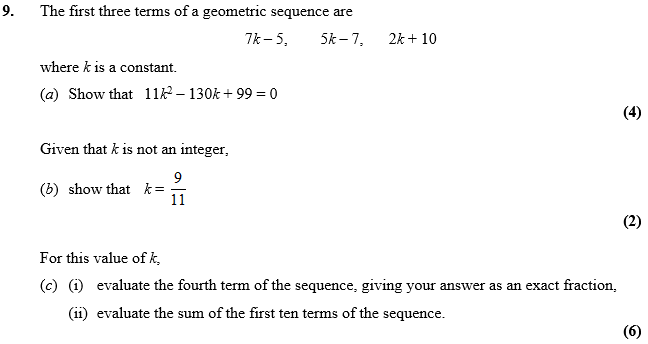 9. The first three terms of a geometric sequence are
7k – 5, 5k – 7, 2k + 10
where k is a constant.
(a) Show that 11k² – 130k + 99 = 0
(4)
Given that k is not an integer,
(b) show that k = 9/11
(2)
For this value of k,
(c) (i) evaluate the fourth term of the sequence, giving your answer as an exact fraction,
(ii) evaluate the sum of the first ten terms of the sequence.
(6)